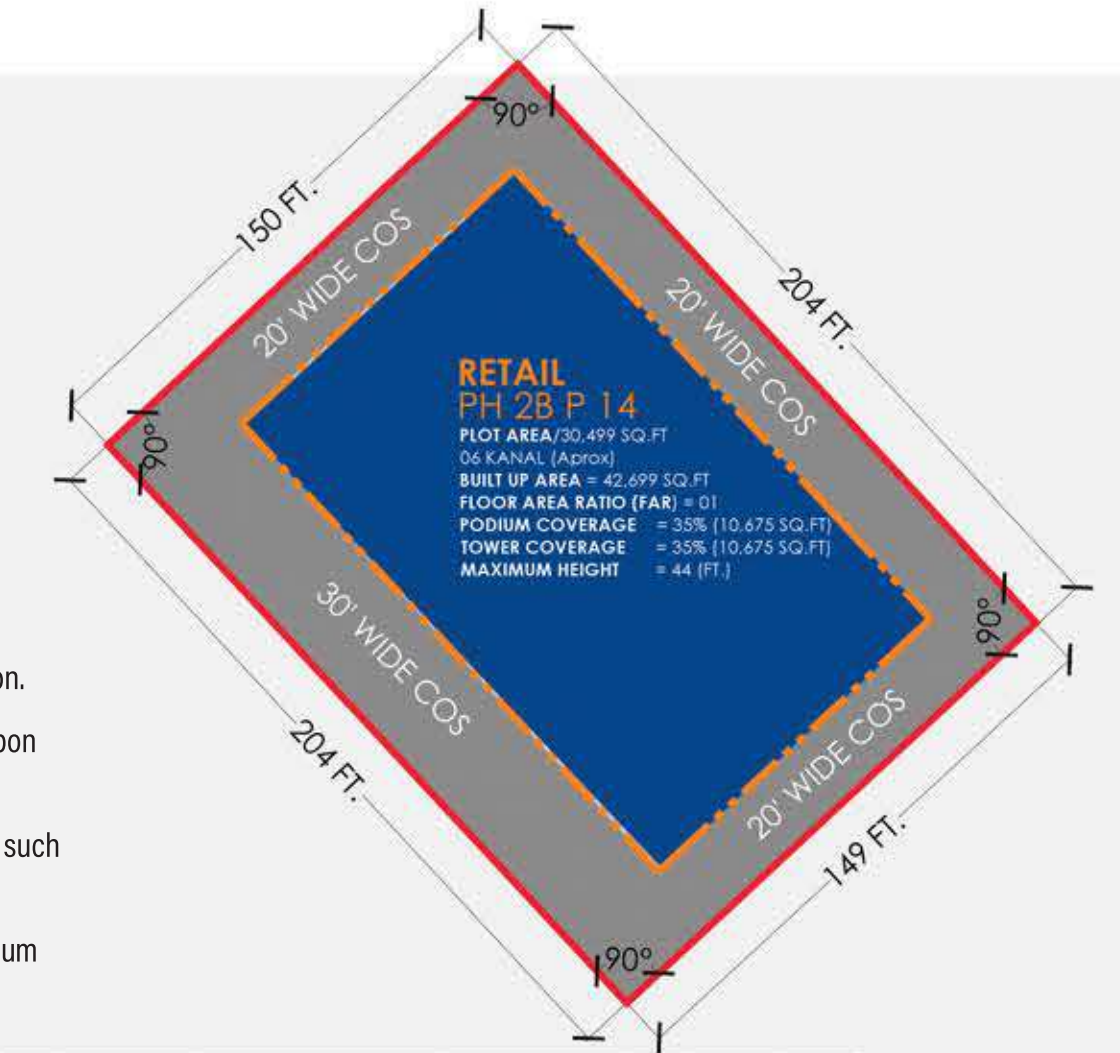 90°
150 FT.
20' WIDE COS
204 FT.
20' WIDE COS
RETAIL
PH 2B P 14
PLOT AREA/30,499 SQ.FT
06 KANAL (Aprox)
BUILT UP AREA = 42,699 SQ.FT
FLOOR AREA RATIO (FAR) = 01
PODIUM COVERAGE = 35% (10,675 SQ.FT)
TOWER COVERAGE = 35% (10,675 SQ.FT)
MAXIMUM HEIGHT = 44 (FT.)
90°
30' WIDE COS
204 FT.
90°
20' WIDE COS
149 FT.
90°
on.
pon
such
um